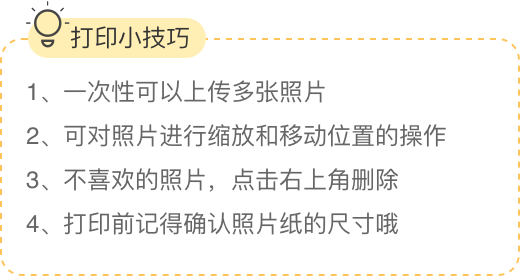 打印小技巧
1、一次性可以上传多张照片
2、可对照片进行缩放和移动位置的操作
3、不喜欢的照片，点击右上角删除
4、打印前记得确认照片纸的尺寸哦